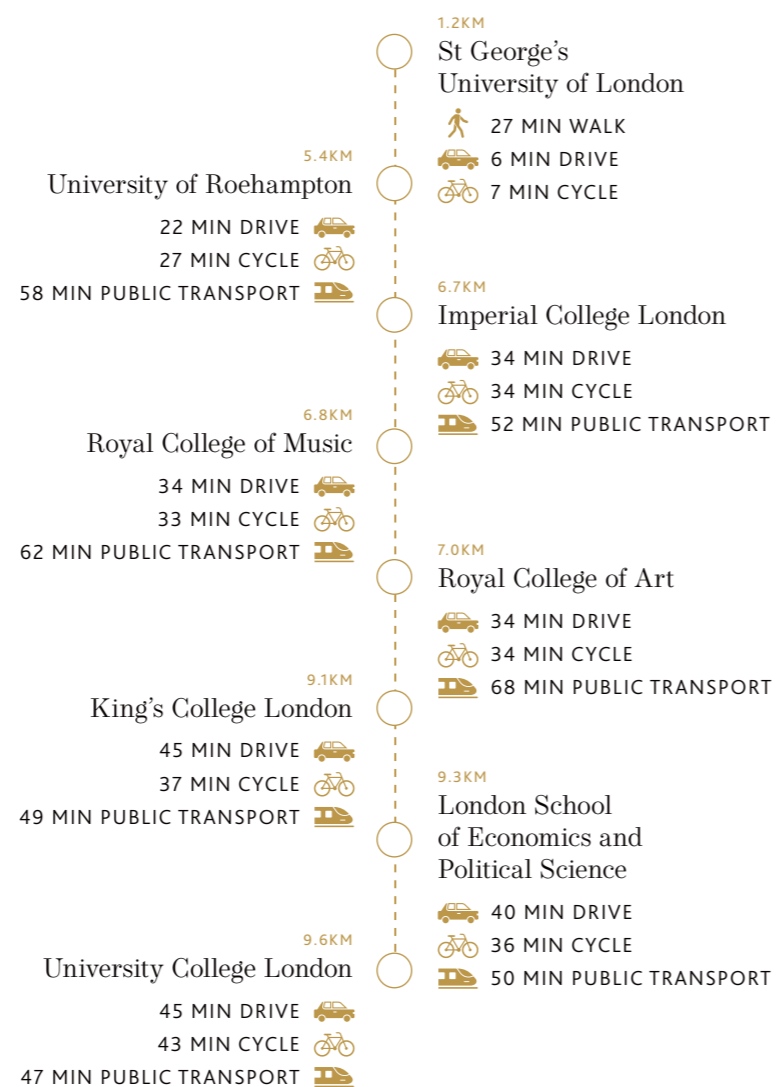 1.2KM
St George’s
University of London
27 MIN WALK
6 MIN DRIVE
7 MIN CYCLE
5.4KM
University of Roehampton
22 MIN DRIVE
27 MIN CYCLE
58 MIN PUBLIC TRANSPORT
6.7KM
Imperial College London
34 MIN DRIVE
34 MIN CYCLE
52 MIN PUBLIC TRANSPORT
6.8KM
Royal College of Music
34 MIN DRIVE
33 MIN CYCLE
62 MIN PUBLIC TRANSPORT
7.0KM
Royal College of Art
34 MIN DRIVE
34 MIN CYCLE
68 MIN PUBLIC TRANSPORT
9.1KM
King’s College London
45 MIN DRIVE
37 MIN CYCLE
49 MIN PUBLIC TRANSPORT
9.3KM
London School
of Economics and
Political Science
40 MIN DRIVE
36 MIN CYCLE
50 MIN PUBLIC TRANSPORT
9.6KM
University College London
45 MIN DRIVE
43 MIN CYCLE
47 MIN PUBLIC TRANSPORT